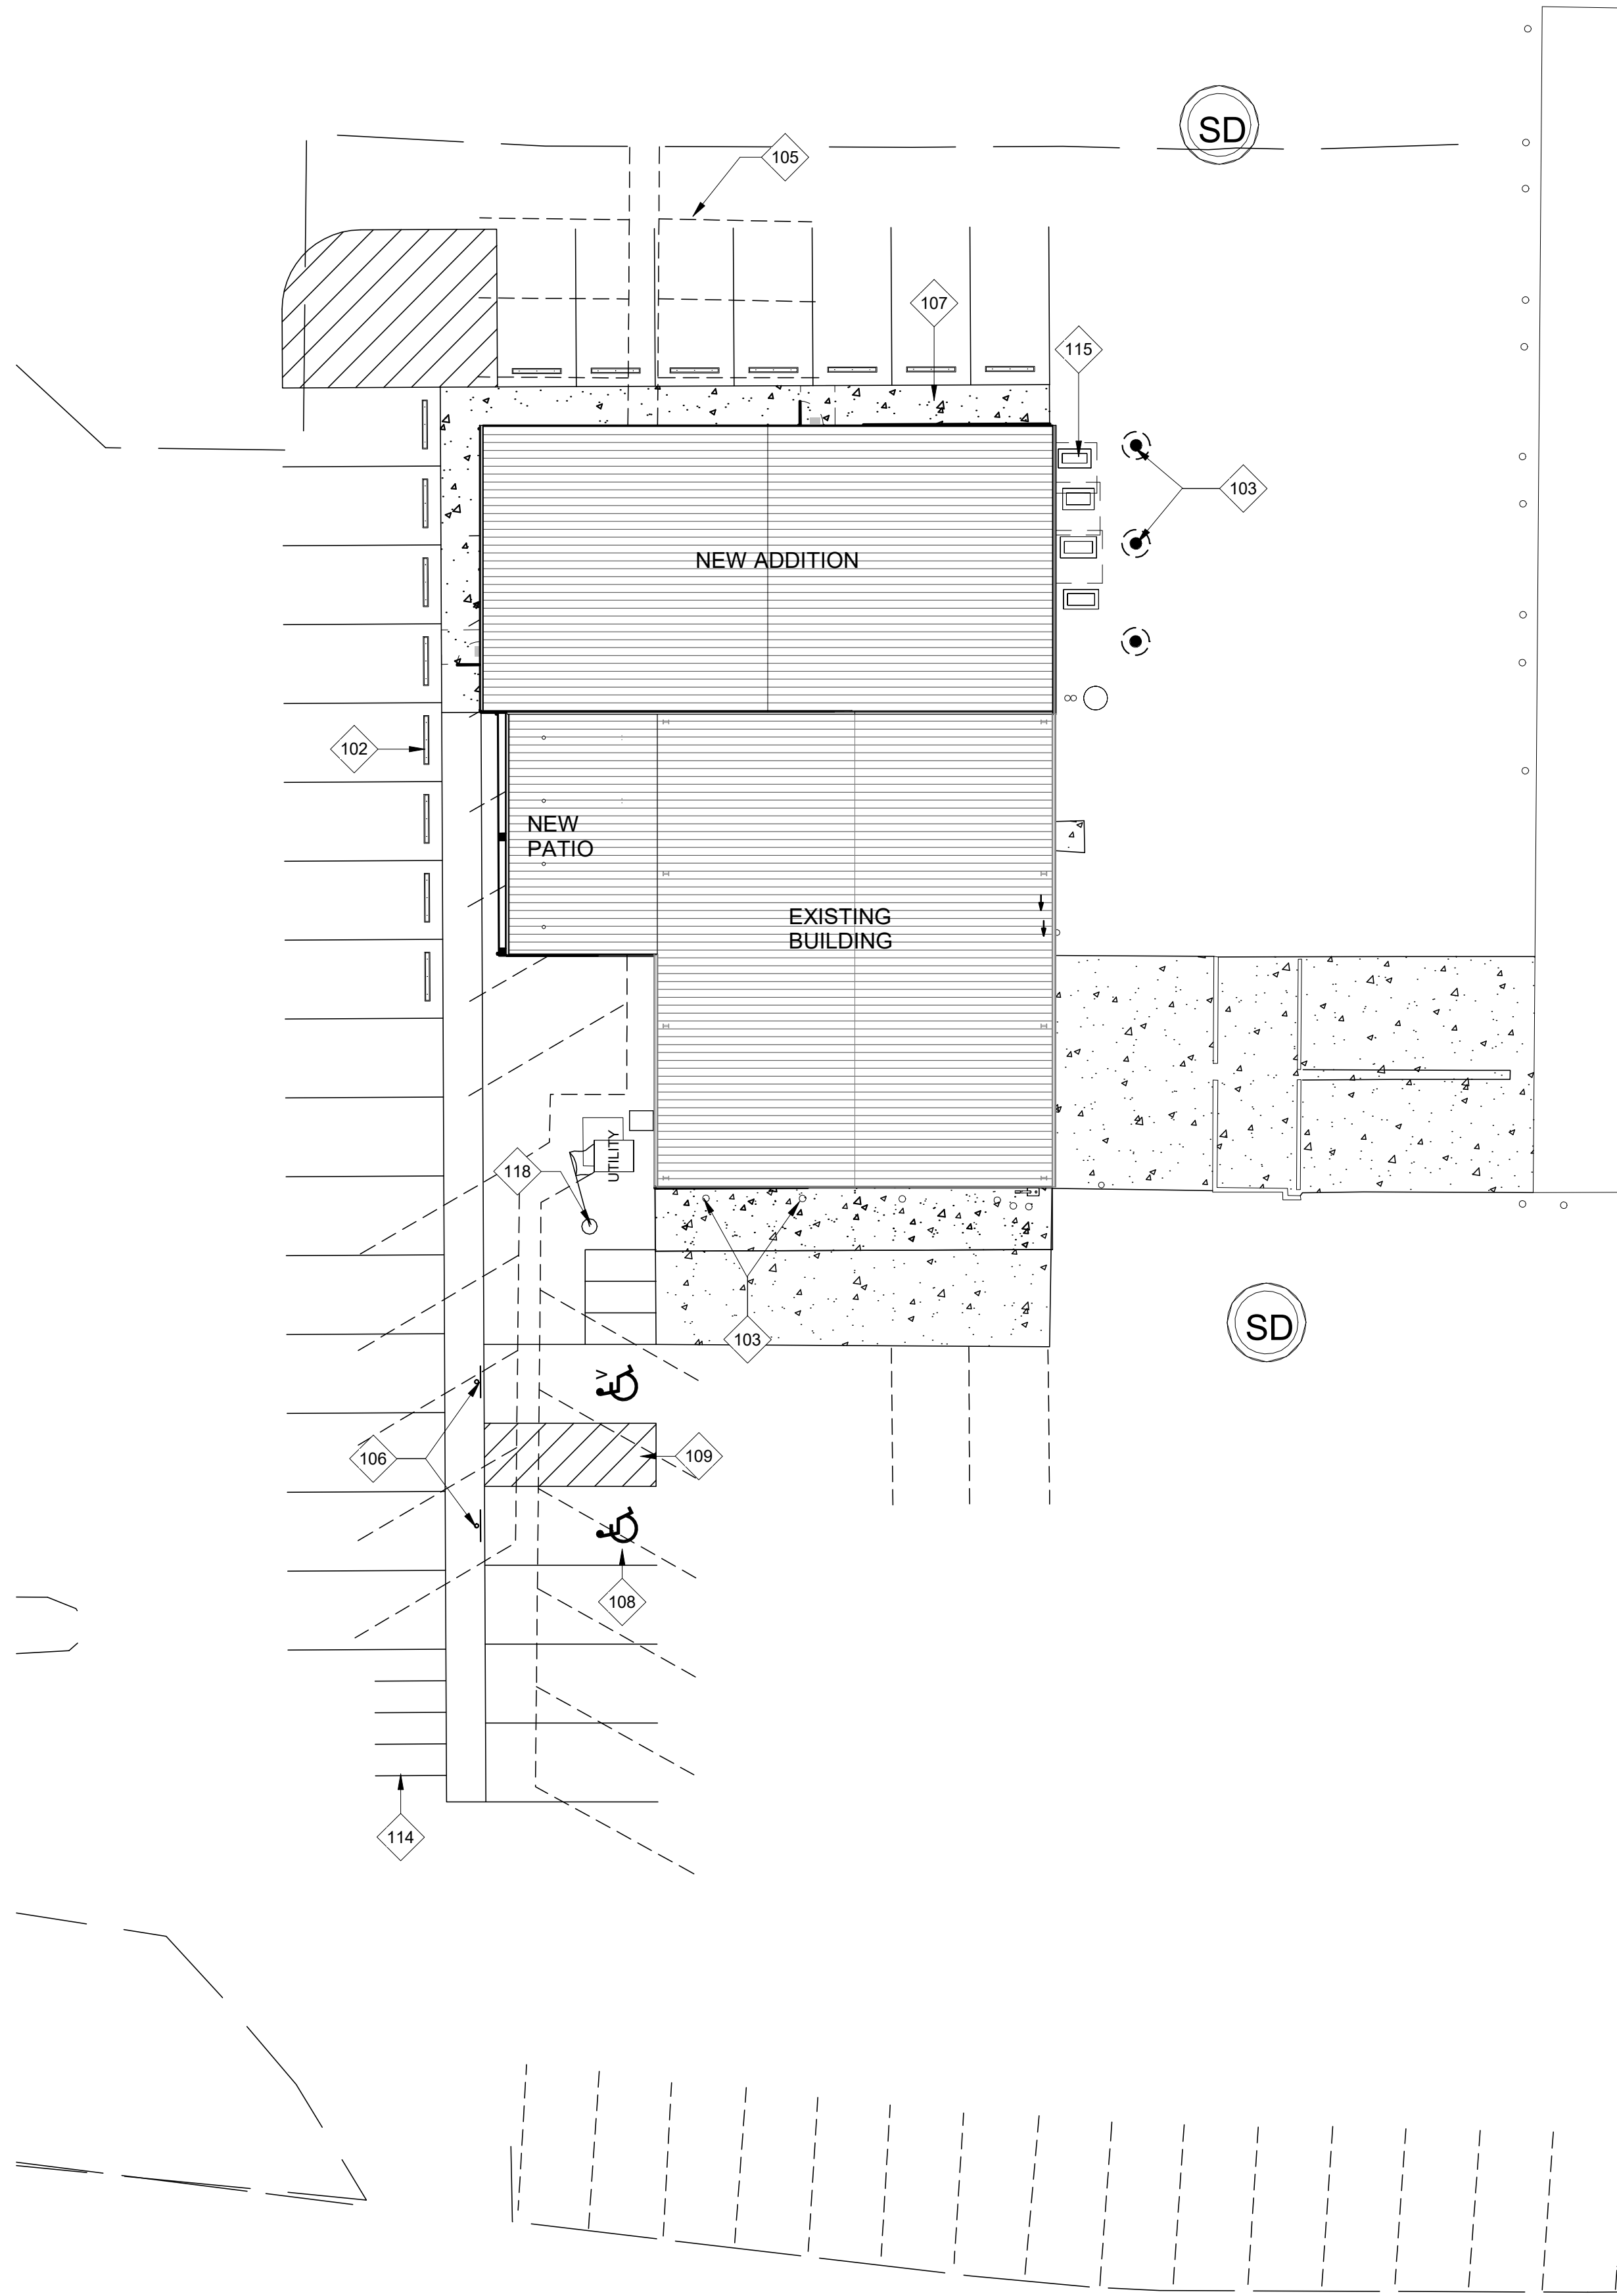 SD
105
107
115
103
NEW ADDITION
102
NEW
PATIO
EXISTING
BUILDING
UTILITY
118
103
SD
V
106
109
108
114